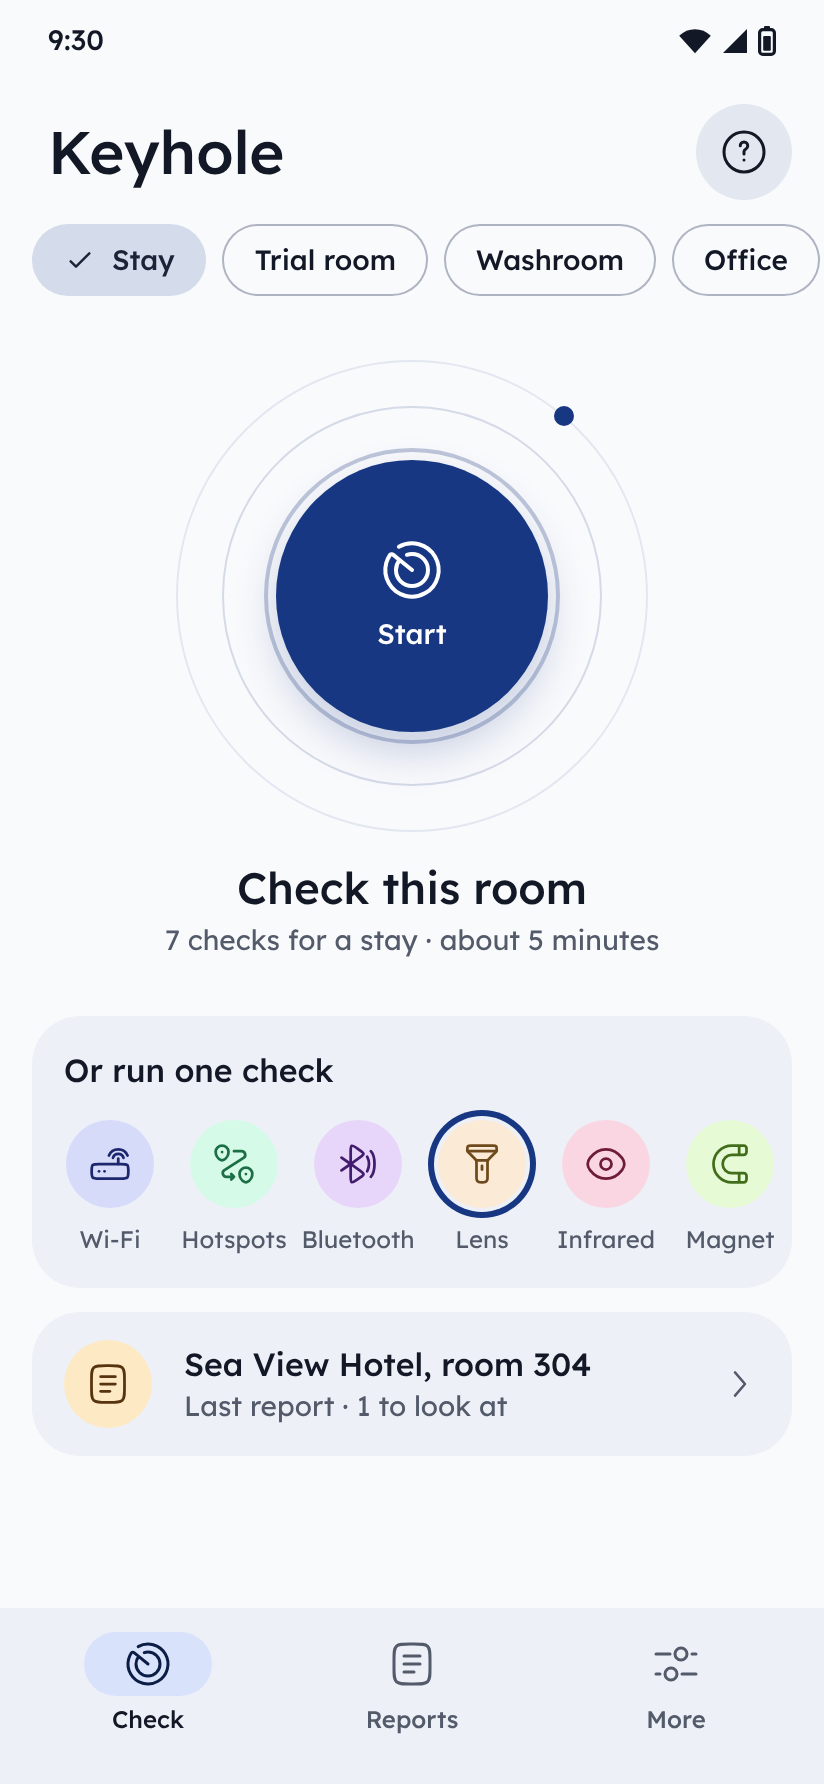 9:30
Keyhole
Stay
Trial room
Washroom
Office
Start
Check this room
7 checks for a stay · about 5 minutes
Or run one check
Wi-Fi
Hotspots
Bluetooth
Lens
Infrared
Magnet
Sea View Hotel, room 304
Last report · 1 to look at
Check
Reports
More